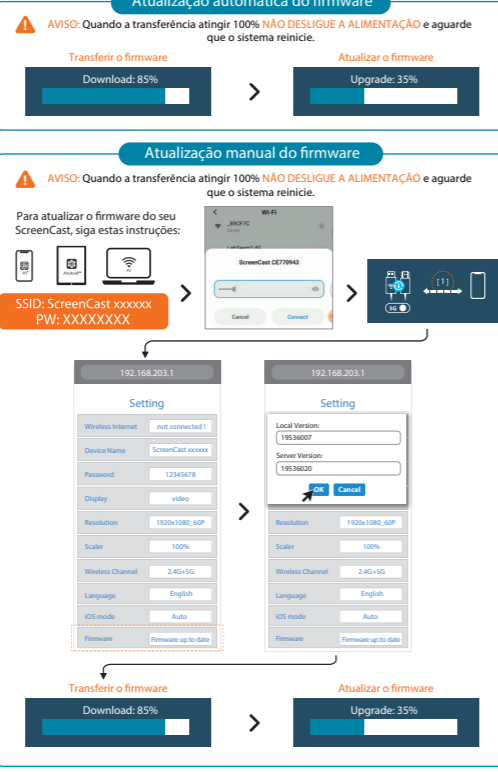 Atualização automática do firmware
AVISO: Quando a transferência atingir 100% NÃO DESLIGUE A ALIMENTAÇÃO e aguarde
que o sistema reinicie.
Transferir o firmware
Atualizar o firmware
Download: 85%
Upgrade: 35%
Atualização manual do firmware
AVISO: Quando a transferência atingir 100% NÃO DESLIGUE A ALIMENTAÇÃO e aguarde
que o sistema reinicie.
Para atualizar o firmware do seu
ScreenCast, siga estas instruções:
iOS
Android™
PC
SSID: ScreenCast xxxxxx
PW: XXXXXXXX
Wi-Fi
Saved
ScreenCast CE770943
Cancel
Connect
5G
[1]
192.168.203.1
Setting
Wireless Internet
not connected !
Device Name
ScreenCast xxxxxx
Password
12345678
Display
video
Resolution
1920x1080_60P
Scaler
100%
Wireless Channel
2.4G+5G
Language
English
iOS mode
Auto
Firmware
Firmware up to date
192.168.203.1
Setting
Local Version:
19536007
Server Version:
19536020
OK
Cancel
Resolution
1920x1080_60P
Scaler
100%
Wireless Channel
2.4G+5G
Language
English
iOS mode
Auto
Firmware
Firmware up to date
Transferir o firmware
Atualizar o firmware
Download: 85%
Upgrade: 35%